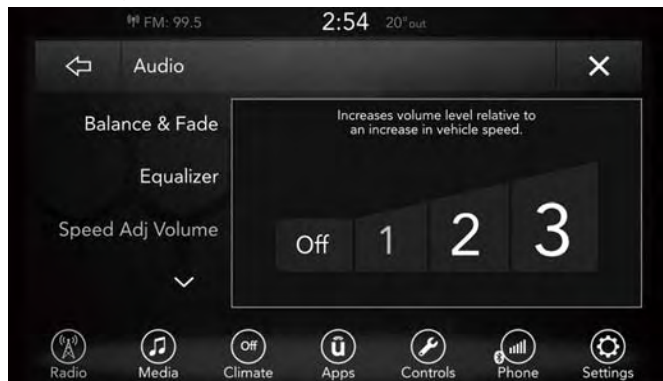 FM: 99.5
2:54
20° out
Audio
Balance & Fade
Equalizer
Speed Adj Volume
Increases volume level relative to
an increase in vehicle speed.
Off
1
2
3
Off
ū
Radio
Media
Climate
Apps
Controls
Phone
Settings